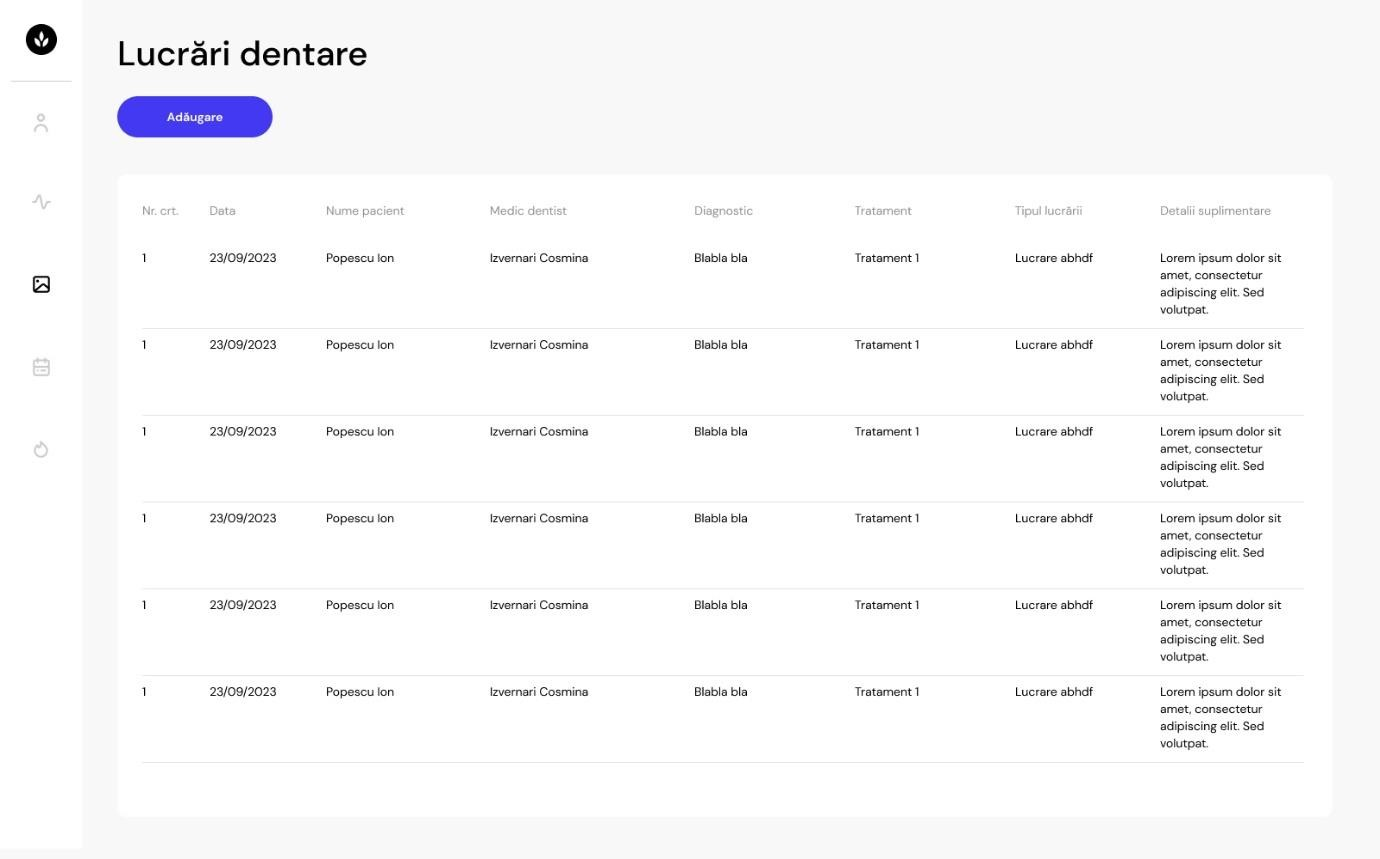 Lucrări dentare
Adăugare
Nr. crt. Data Nume pacient Medic dentist Diagnostic Tratament Tipul lucrării Detalii suplimentare
1 23/09/2023 Popescu Ion Izvernari Cosmina Blabla bla Tratament 1 Lucrare abhdf Lorem ipsum dolor sit
amet, consectetur
adipiscing elit. Sed
volutpat.
1 23/09/2023 Popescu Ion Izvernari Cosmina Blabla bla Tratament 1 Lucrare abhdf Lorem ipsum dolor sit
amet, consectetur
adipiscing elit. Sed
volutpat.
1 23/09/2023 Popescu Ion Izvernari Cosmina Blabla bla Tratament 1 Lucrare abhdf Lorem ipsum dolor sit
amet, consectetur
adipiscing elit. Sed
volutpat.
1 23/09/2023 Popescu Ion Izvernari Cosmina Blabla bla Tratament 1 Lucrare abhdf Lorem ipsum dolor sit
amet, consectetur
adipiscing elit. Sed
volutpat.
1 23/09/2023 Popescu Ion Izvernari Cosmina Blabla bla Tratament 1 Lucrare abhdf Lorem ipsum dolor sit
amet, consectetur
adipiscing elit. Sed
volutpat.
1 23/09/2023 Popescu Ion Izvernari Cosmina Blabla bla Tratament 1 Lucrare abhdf Lorem ipsum dolor sit
amet, consectetur
adipiscing elit. Sed
volutpat.